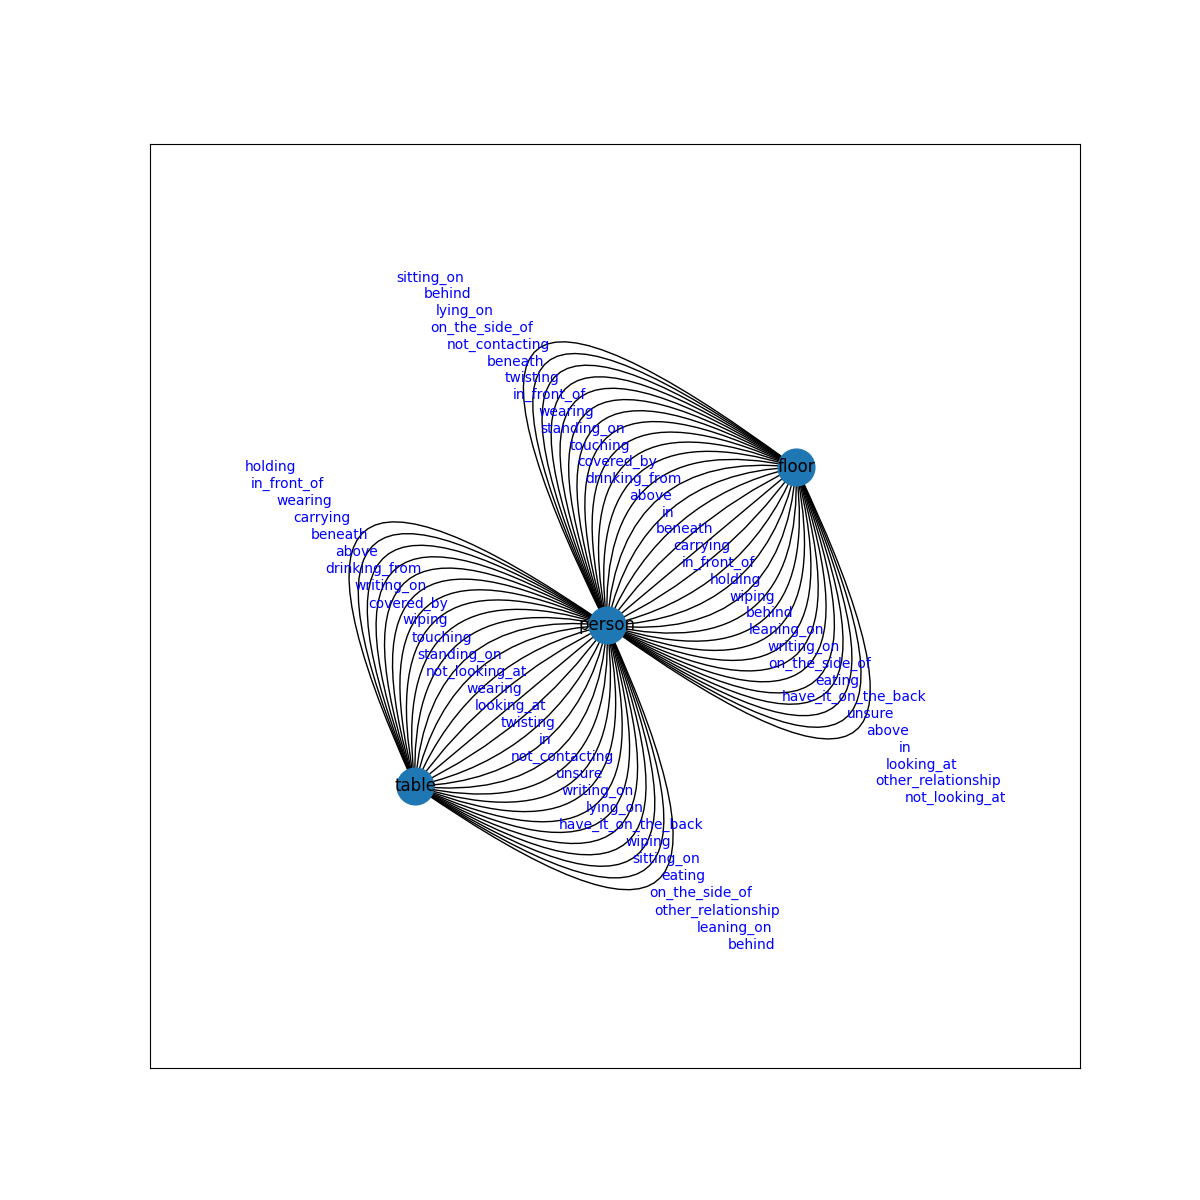 sitting_on
behind
lying_on
on_the_side_of
not_contacting
beneath
twisting
in_front_of
wearing
standing_on
touching
covered_by
drinking_from
above
in
beneath
carrying
in_front_of
holding
wiping
behind
leaning_on
writing_on
on_the_side_of
eating
have_it_on_the_back
unsure
above
in
looking_at
other_relationship
not_looking_at
floor
person
holding
in_front_of
wearing
carrying
beneath
above
drinking_from
writing_on
covered_by
wiping
touching
standing_on
not_looking_at
wearing
looking_at
twisting
in
not_contacting
unsure
writing_on
lying_on
have_it_on_the_back
wiping
sitting_on
eating
on_the_side_of
other_relationship
leaning_on
behind
table